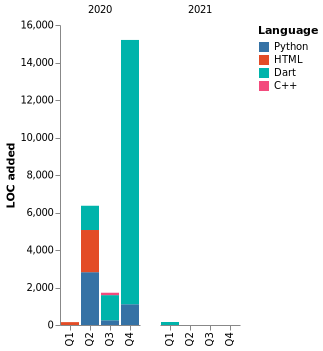 2020 2021
Language
Python
HTML
Dart
C++
LOC added
16,000
14,000
12,000
10,000
8,000
6,000
4,000
2,000
0
Q1 Q2 Q3 Q4 Q1 Q2 Q3 Q4